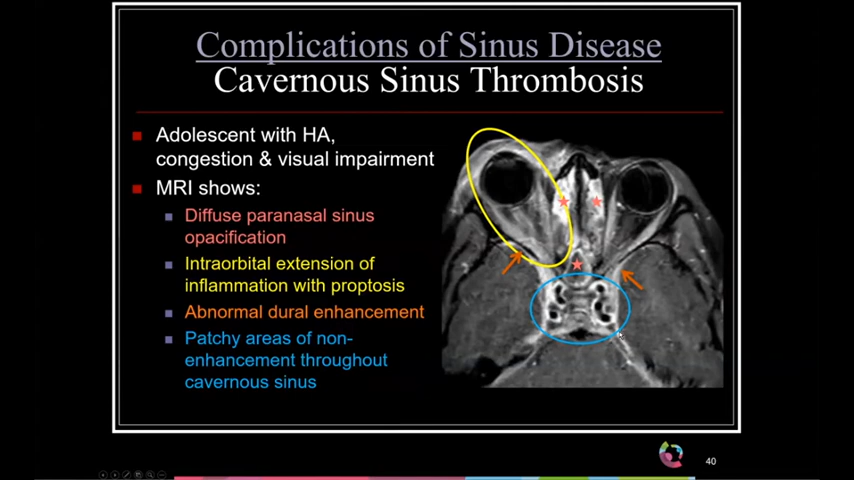 Complications of Sinus Disease
Cavernous Sinus Thrombosis
Adolescent with HA,
congestion & visual impairment
MRI shows:
Diffuse paranasal sinus
opacification
Intraorbital extension of
inflammation with proptosis
Abnormal dural enhancement
Patchy areas of non-
enhancement throughout
cavernous sinus
40